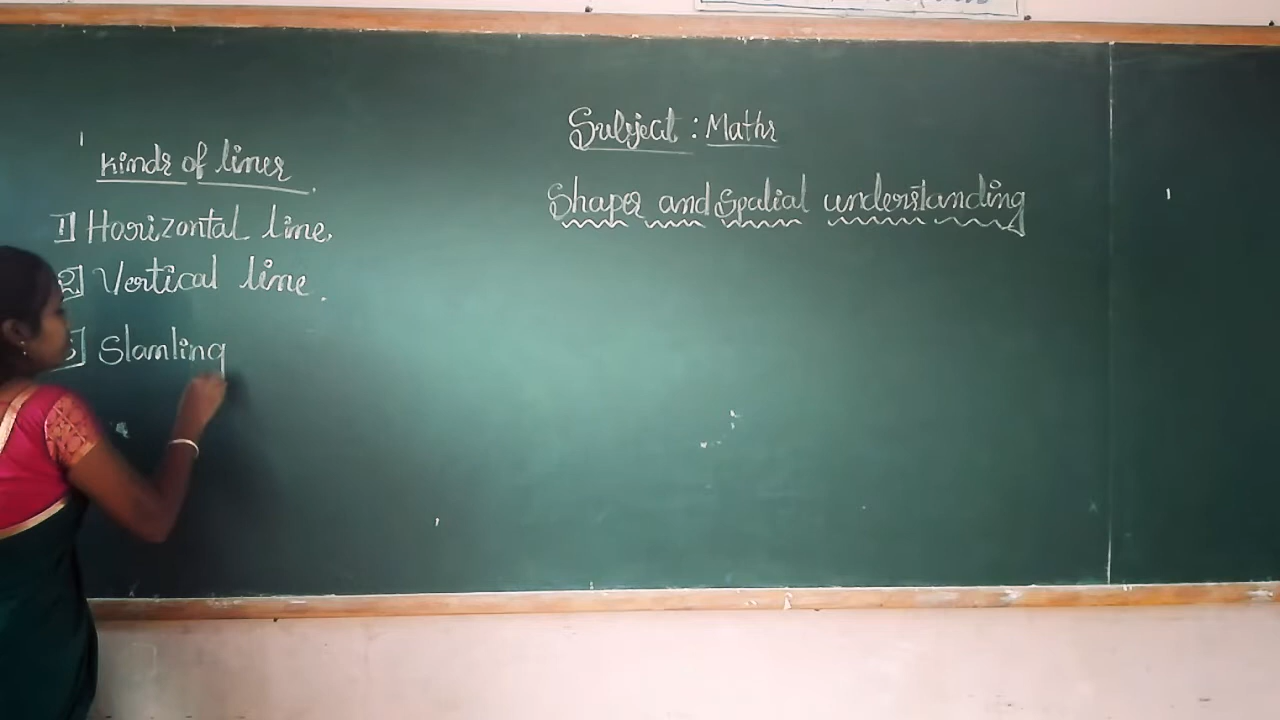 Subject : Maths
Shapes and Spatial understanding
Kinds of lines.
1] Horizontal line.
2] Vertical line.
3] Slanting